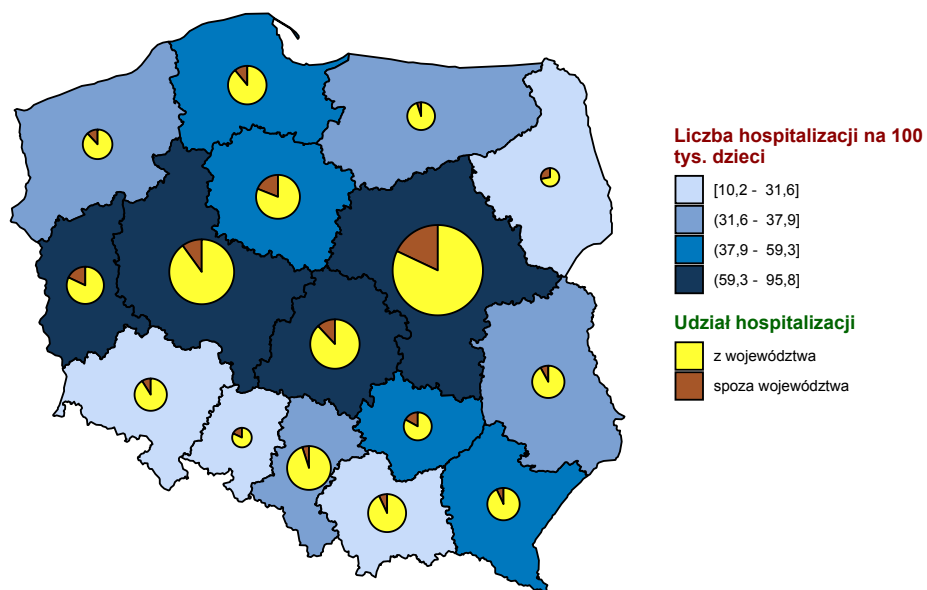 Liczba hospitalizacji na 100
tys. dzieci
[10,2 - 31,6]
(31,6 - 37,9]
(37,9 - 59,3]
(59,3 - 95,8]
Udział hospitalizacji
z województwa
spoza województwa